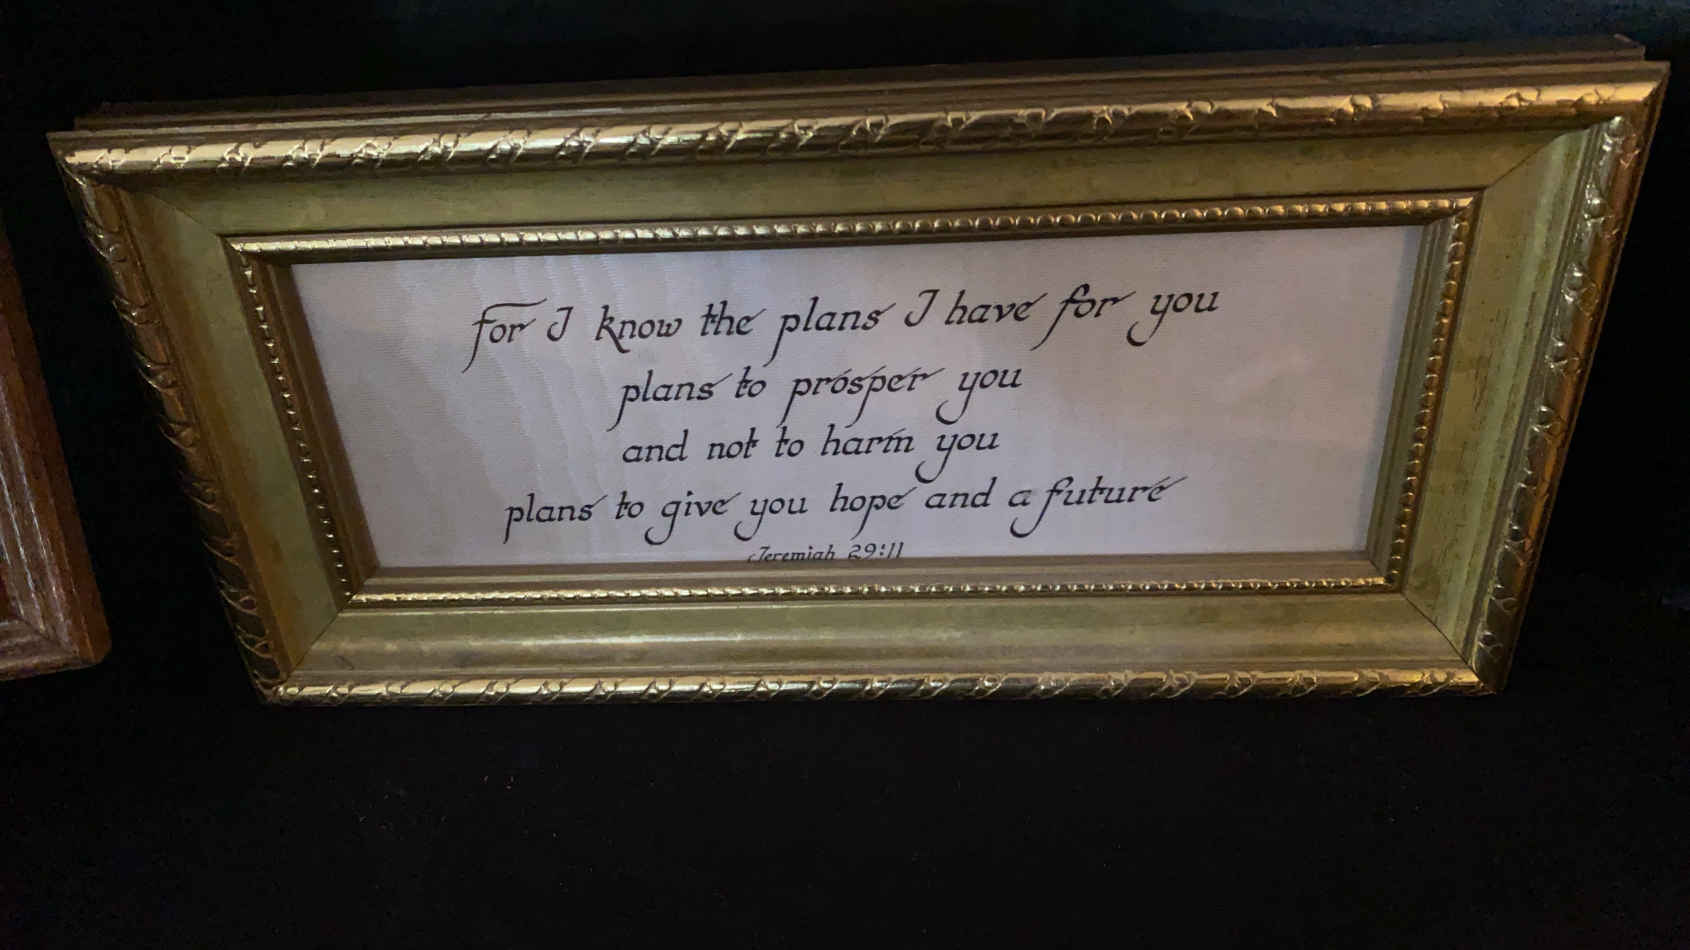 for I know the plans I have for you
plans to prosper you
and not to harm you
plans to give you hope and a future
Jeremiah 29:11